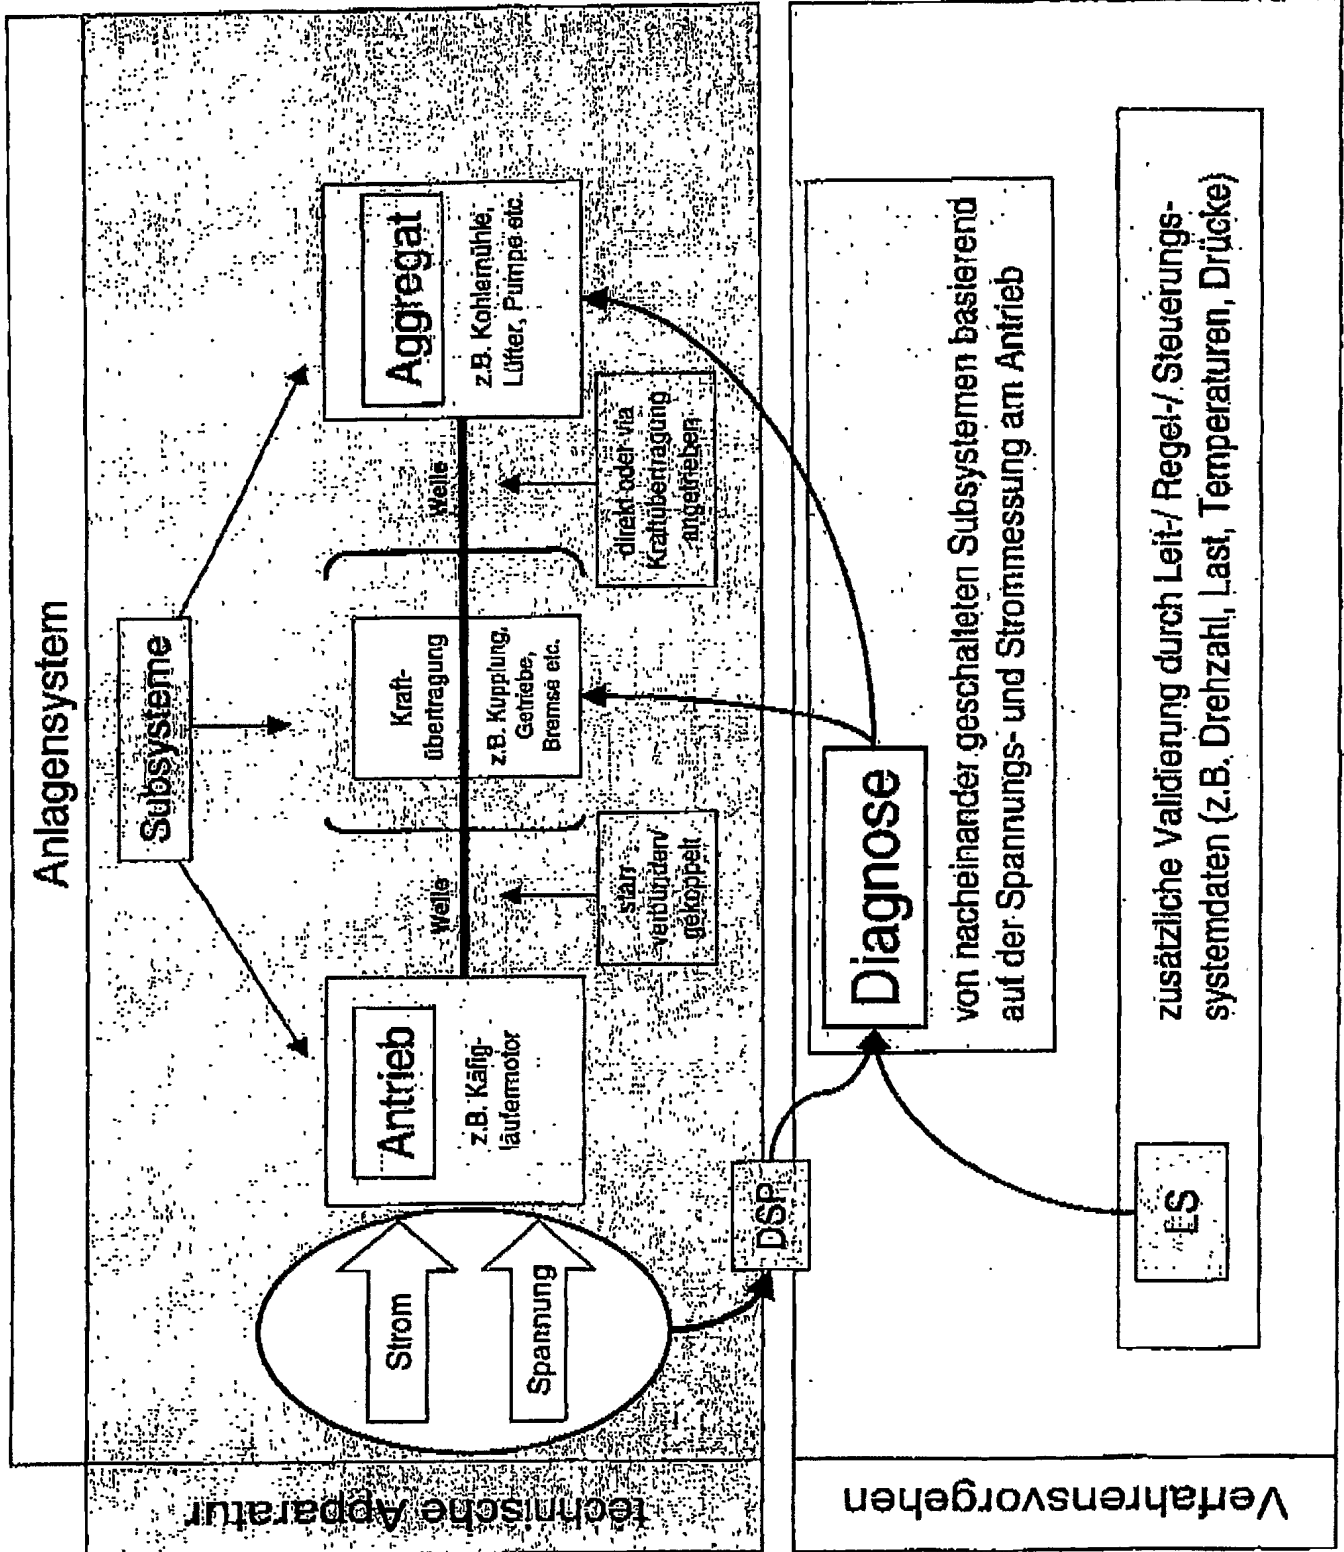 Anlagensystem
technische Apparatur
Subsysteme
Strom
Spannung
Antrieb
z.B. Käfig-
läufermotor
Welle
starr
verbunden/
gekoppelt
Kraft-
übertragung
z.B. Kupplung,
Getriebe,
Bremse etc.
Welle
direkt oder via
Kraftübertragung
angetrieben
Aggregat
z.B. Kohlemühle,
Lüfter, Pumpe etc.
Verfahrensvorgehen
DSP
Diagnose
von nacheinander geschalteten Subsystemen basierend
auf der Spannungs- und Strommessung am Antrieb
LS
zusätzliche Validierung durch Leit-/ Regel-/ Steuerungs-
systemdaten (z.B. Drehzahl, Last, Temperaturen, Drücke)